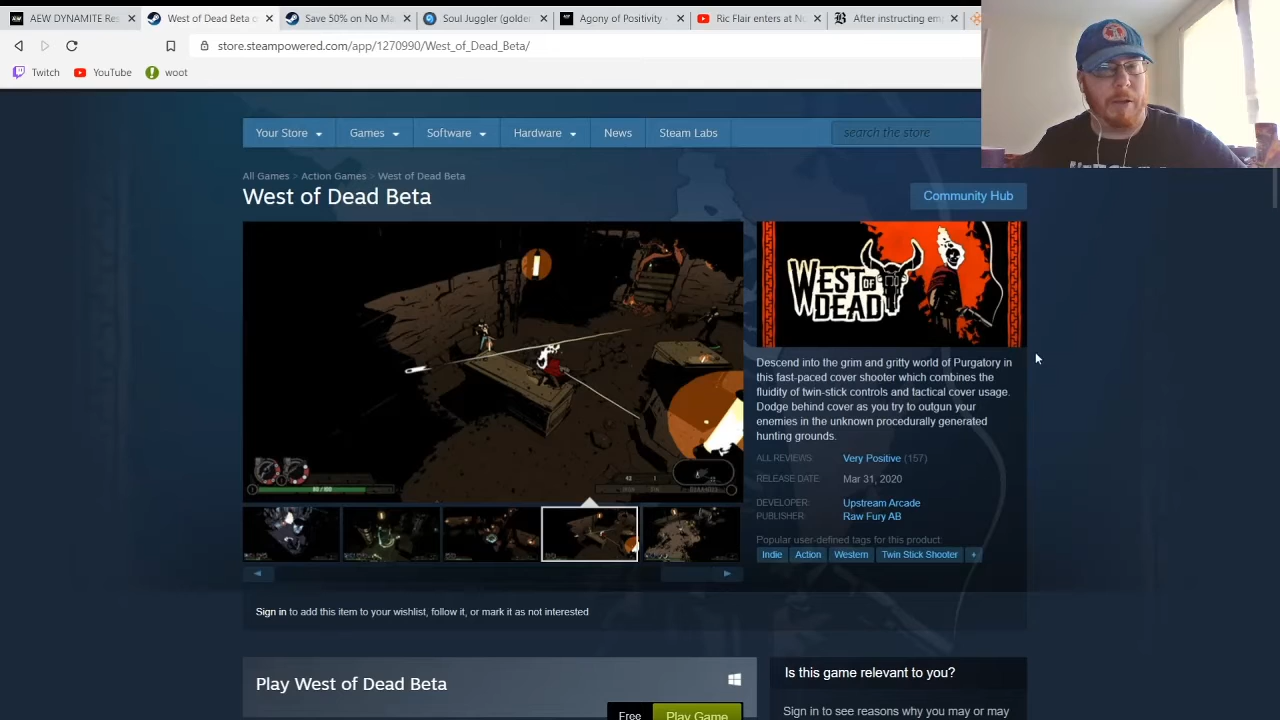 AEW DYNAMITE Res
West of Dead Beta o
Save 50% on No Ma
Soul Juggler (golden
Agony of Positivity -
Ric Flair enters at No
After instructing em
store.steampowered.com/app/1270990/West_of_Dead_Beta/
Twitch
YouTube
woot
Your Store
Games
Software
Hardware
News
Steam Labs
search the store
All Games > Action Games > West of Dead Beta
West of Dead Beta
Community Hub
WEST OF DEAD
Descend into the grim and gritty world of Purgatory in
this fast-paced cover shooter which combines the
fluidity of twin-stick controls and tactical cover usage.
Dodge behind cover as you try to outgun your
enemies in the unknown procedurally generated
hunting grounds.
ALL REVIEWS: Very Positive (157)
RELEASE DATE: Mar 31, 2020
DEVELOPER: Upstream Arcade
PUBLISHER: Raw Fury AB
Popular user-defined tags for this product:
Indie Action Western Twin Stick Shooter +
Sign in to add this item to your wishlist, follow it, or mark it as not interested
Play West of Dead Beta
Free
Play Game
Is this game relevant to you?
Sign in to see reasons why you may or may